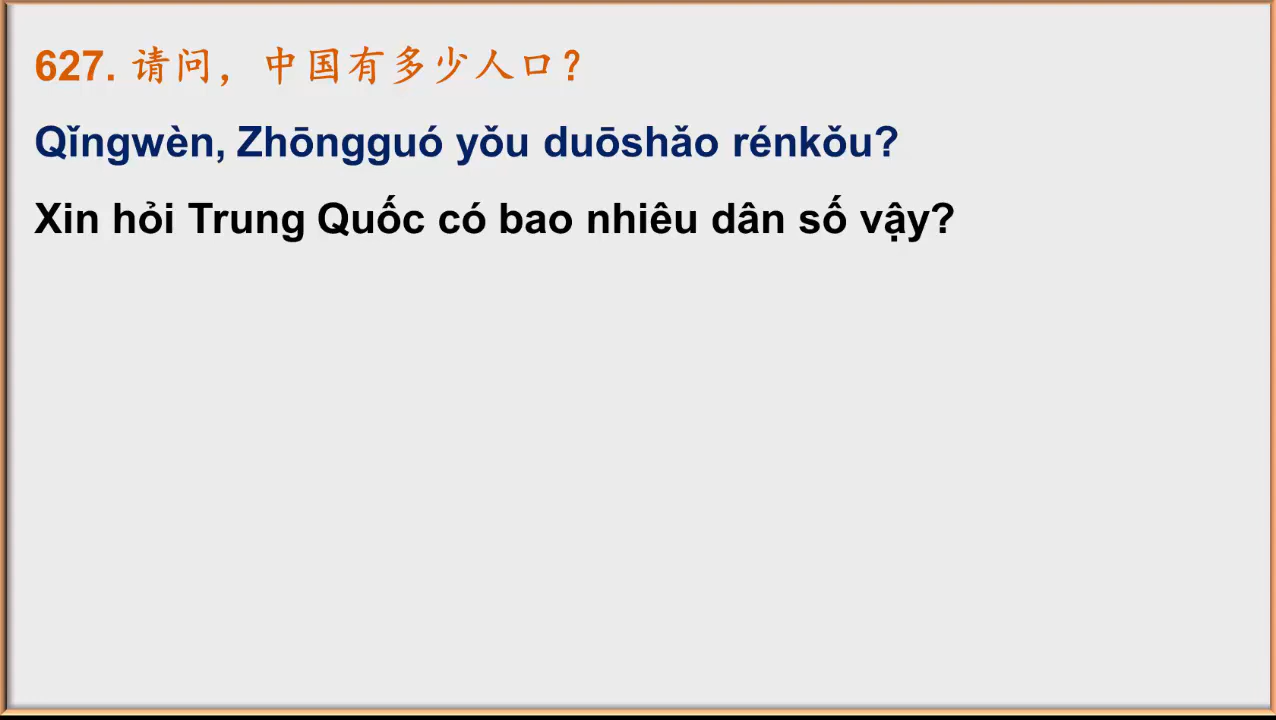 627. 请问，中国有多少人口？
Qǐngwèn, Zhōngguó yǒu duōshǎo rénkǒu?
Xin hỏi Trung Quốc có bao nhiêu dân số vậy?